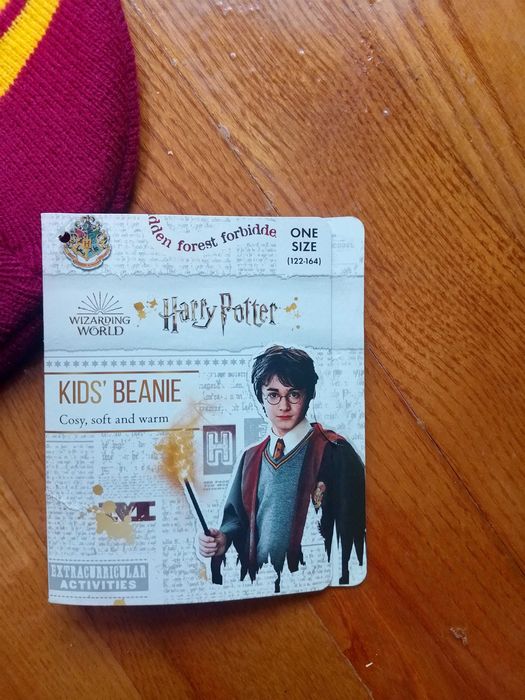 dden forest forbidde
ONE
SIZE
(122-164)
WIZARDING
WORLD
Harry Potter
KIDS' BEANIE
Cosy, soft and warm
H
EXTRACURRICULAR
ACTIVITIES